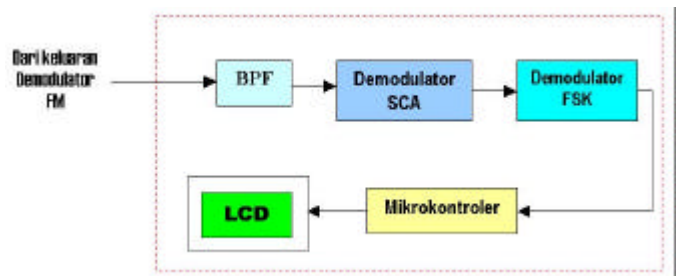 Dari keluaran
Demodulator
FM
BPF
Demodulator
SCA
Demodulator
FSK
LCD
Mikrokontroler